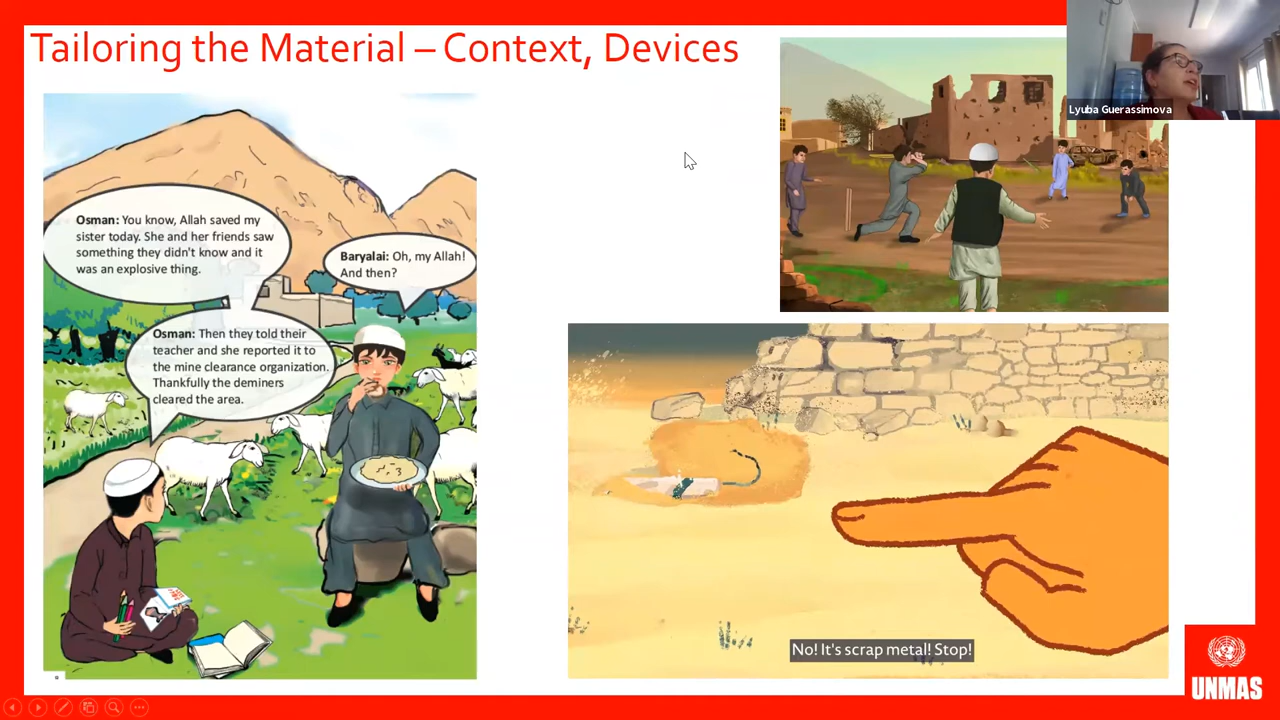 Tailoring the Material – Context, Devices
Lyuba Guerassimova
Osman: You know, Allah saved my
sister today. She and her friends saw
something they didn't know and it
was an explosive thing.
Baryalai: Oh, my Allah!
And then?
Osman: Then they told their
teacher and she reported it to
the mine clearance organization.
Thankfully the deminers
cleared the area.
No! It's scrap metal! Stop!
UNMAS